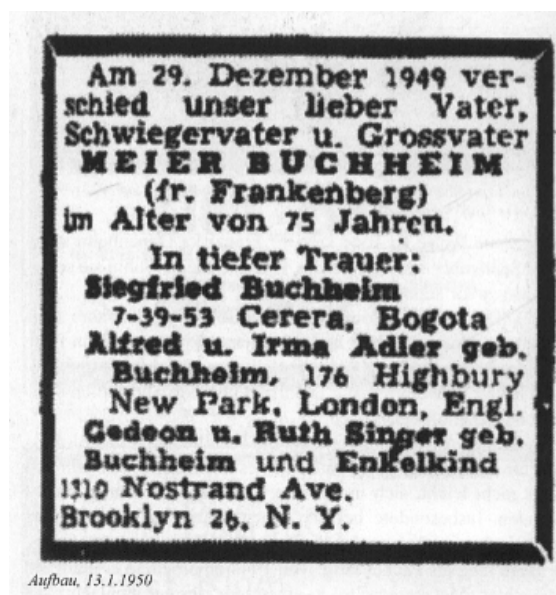 Am 29. Dezember 1949 ver-
schied unser lieber Vater,
Schwiegervater u. Grossvater
MEIER BUCHHEIM
(fr. Frankenberg)
im Alter von 75 Jahren.
In tiefer Trauer:
Siegfried Buchheim
7-39-53 Cerera, Bogota
Alfred u. Irma Adler geb.
Buchheim, 176 Highbury
New Park, London, Engl.
Gedeon u. Ruth Singer geb.
Buchheim und Enkelkind
1310 Nostrand Ave.
Brooklyn 26, N. Y.
Aufbau, 13.1.1950